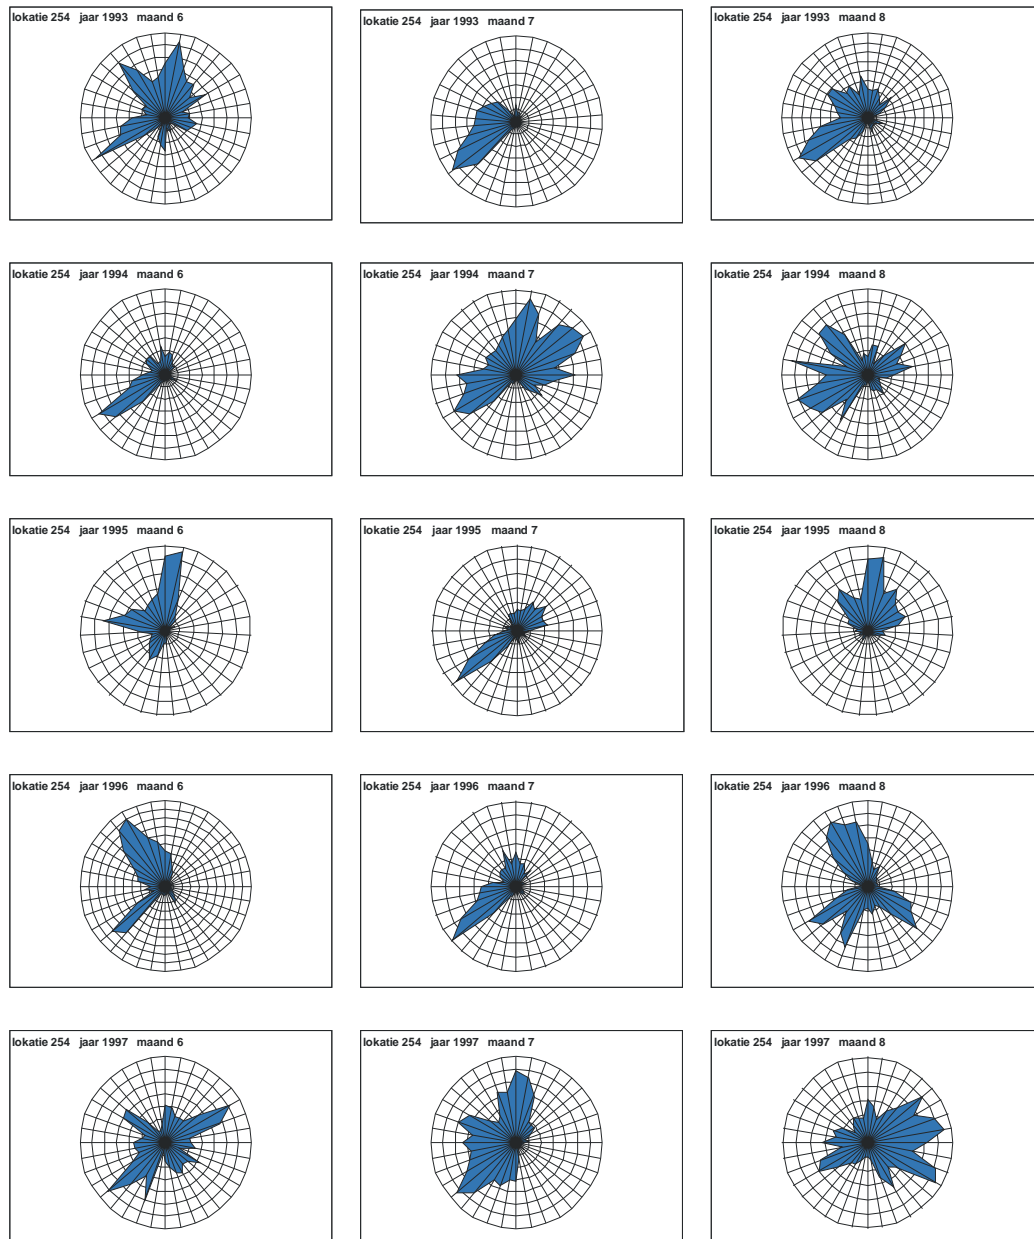 lokatie 254 jaar 1993 maand 6
lokatie 254 jaar 1993 maand 7
lokatie 254 jaar 1993 maand 8
lokatie 254 jaar 1994 maand 6
lokatie 254 jaar 1994 maand 7
lokatie 254 jaar 1994 maand 8
lokatie 254 jaar 1995 maand 6
lokatie 254 jaar 1995 maand 7
lokatie 254 jaar 1995 maand 8
lokatie 254 jaar 1996 maand 6
lokatie 254 jaar 1996 maand 7
lokatie 254 jaar 1996 maand 8
lokatie 254 jaar 1997 maand 6
lokatie 254 jaar 1997 maand 7
lokatie 254 jaar 1997 maand 8